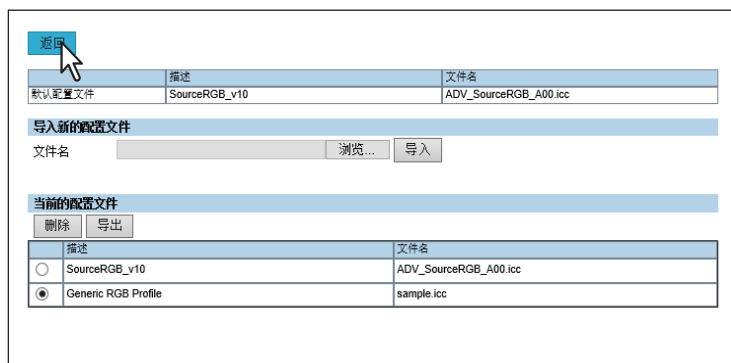 返回
描述 文件名
默认配置文件 SourceRGB_v10 ADV_SourceRGB_A00.icc
导入新的配置文件
文件名 浏览... 导入
当前的配置文件
删除 导出
描述 文件名
SourceRGB_v10 ADV_SourceRGB_A00.icc
Generic RGB Profile sample.icc